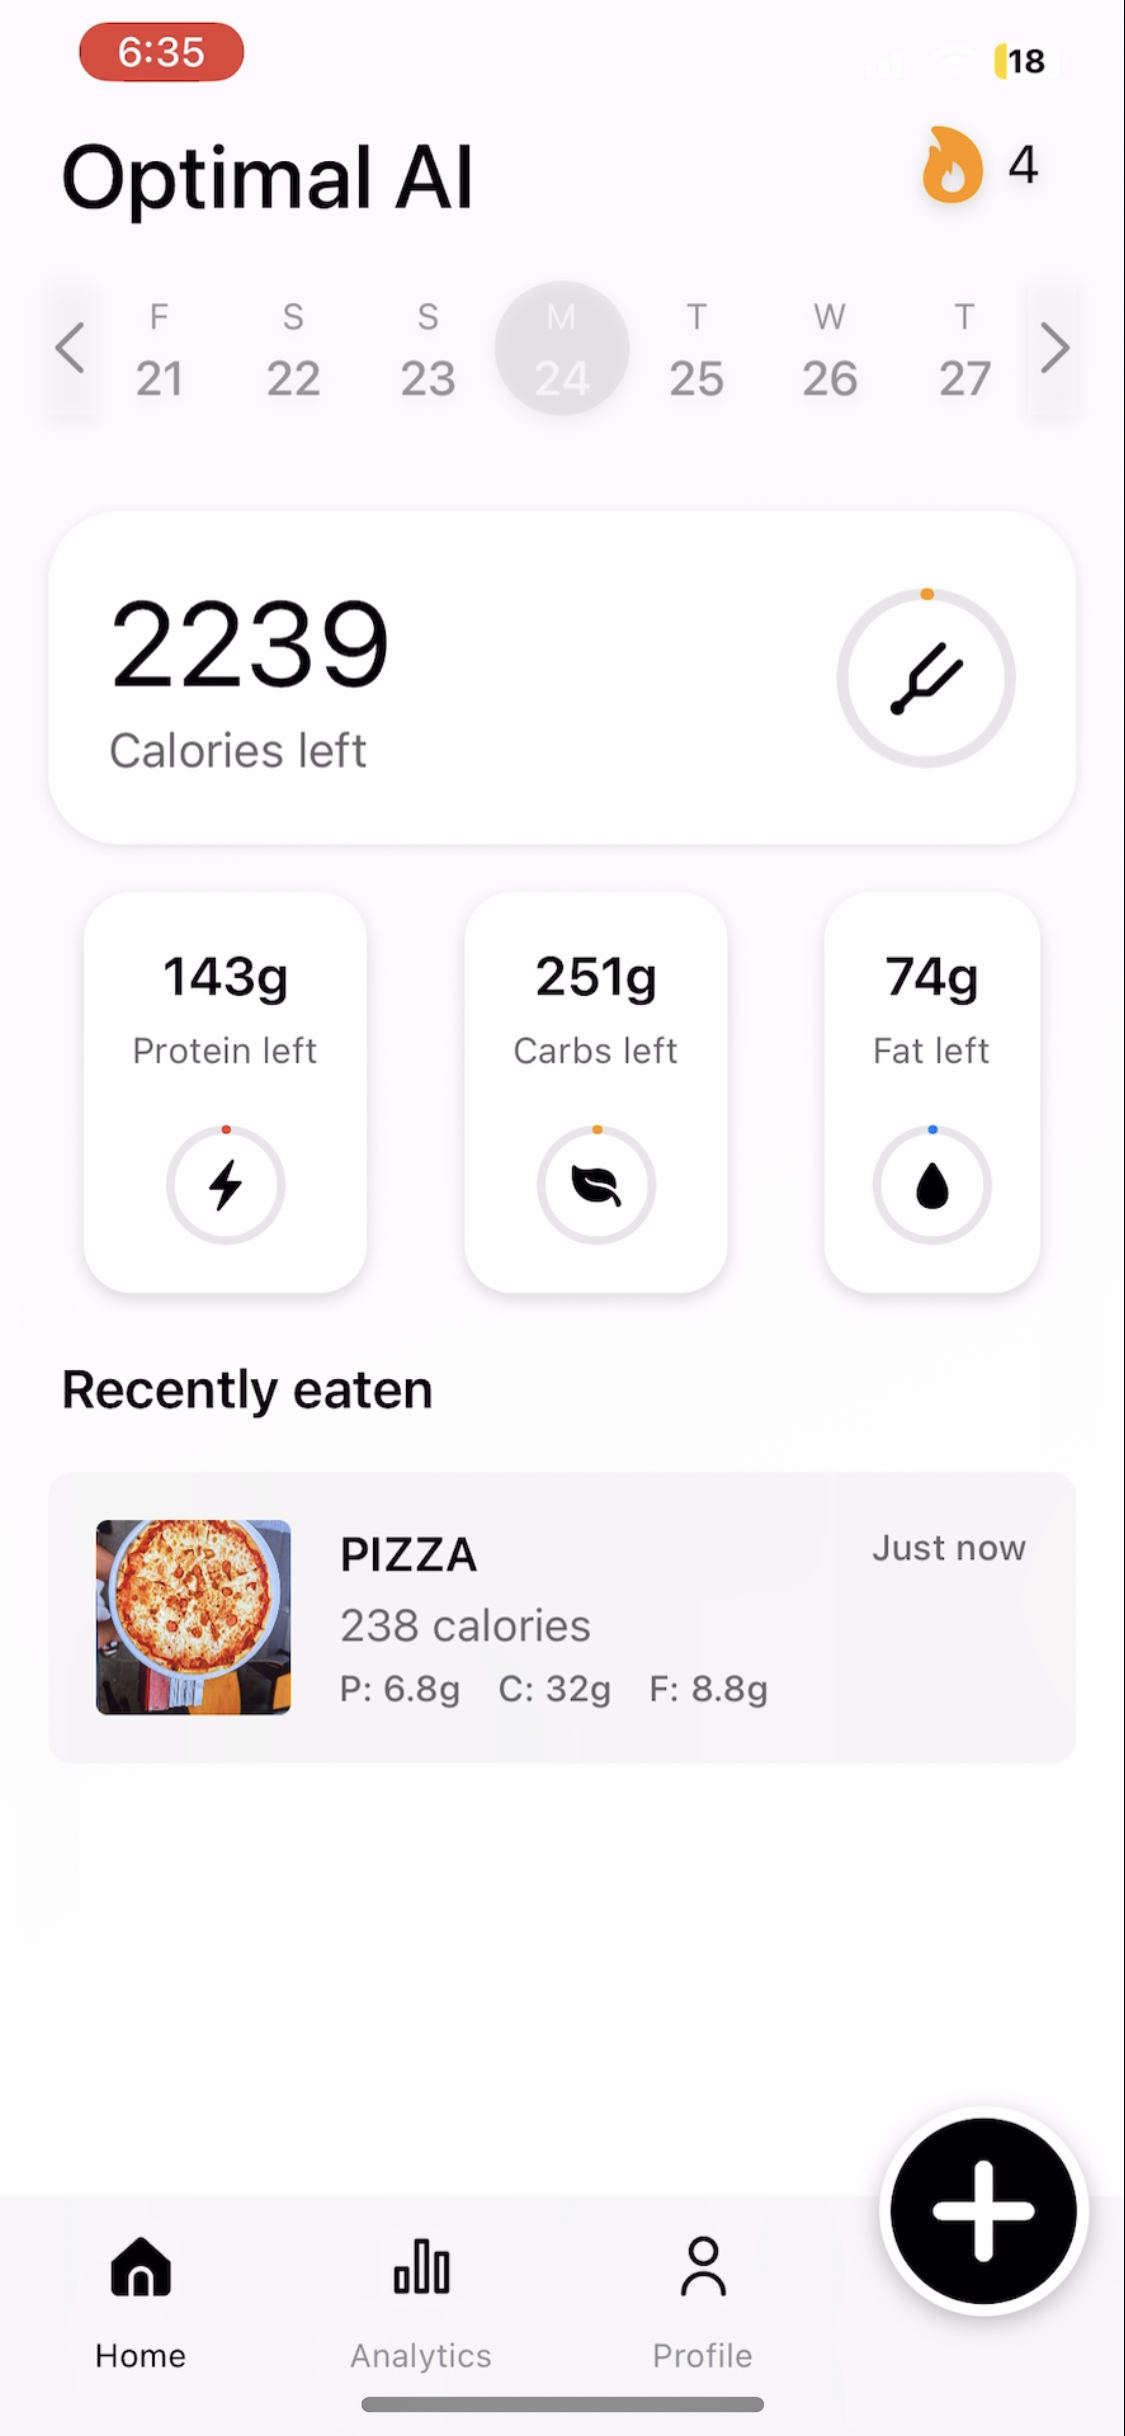 6:35
18
Optimal AI
4
F S S M T W T
21 22 23 24 25 26 27
2239
Calories left
143g 251g 74g
Protein left Carbs left Fat left
Recently eaten
PIZZA Just now
238 calories
P: 6.8g C: 32g F: 8.8g
Home Analytics Profile